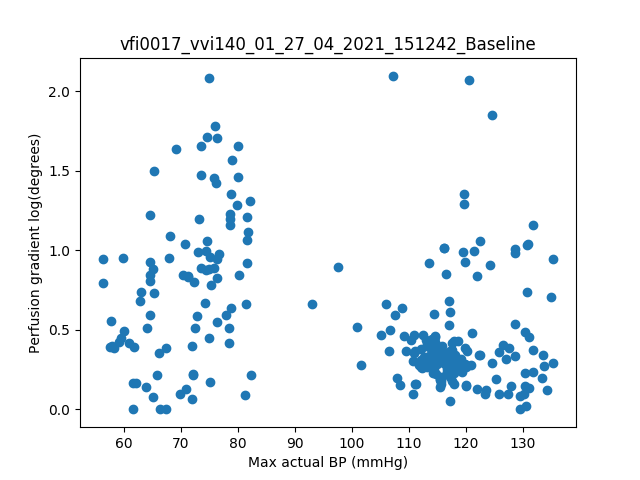 vfi0017_vvi140_01_27_04_2021_151242_Baseline
2.0
1.5
1.0
0.5
0.0
Perfusion gradient log(degrees)
60 70 80 90 100 110 120 130
Max actual BP (mmHg)